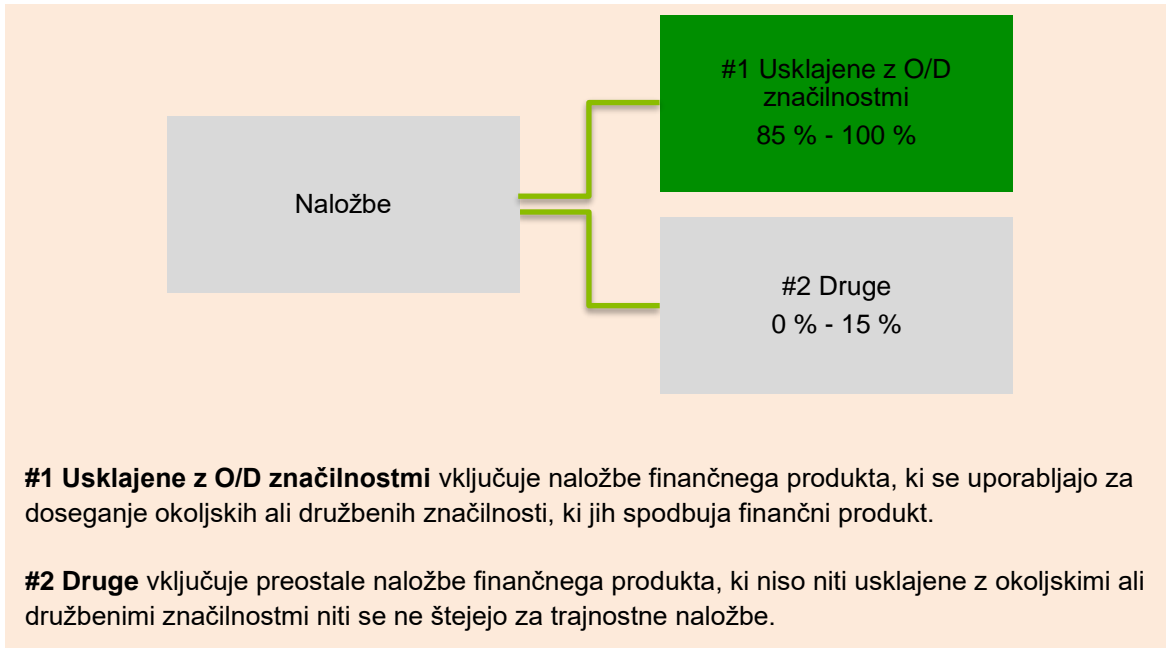 #1 Usklajene z O/D
značilnostmi
85 % - 100 %
Naložbe
#2 Druge
0 % - 15 %
#1 Usklajene z O/D značilnostmi vključuje naložbe finančnega produkta, ki se uporabljajo za
doseganje okoljskih ali družbenih značilnosti, ki jih spodbuja finančni produkt.
#2 Druge vključuje preostale naložbe finančnega produkta, ki niso niti usklajene z okoljskimi ali
družbenimi značilnostmi niti se ne štejejo za trajnostne naložbe.